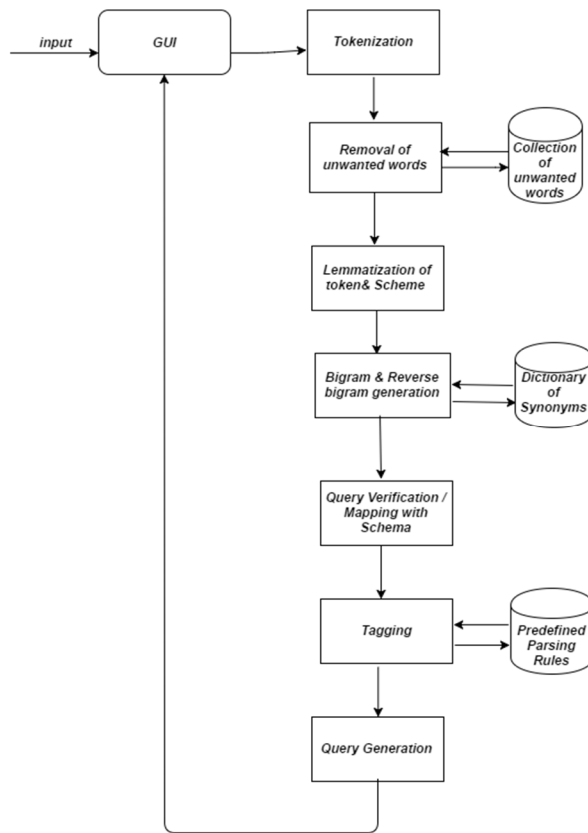 input
GUI
Tokenization
Removal of
unwanted words
Collection
of
unwanted
words
Lemmatization of
token& Scheme
Bigram & Reverse
bigram generation
Dictionary
of
Synonyms
Query Verification /
Mapping with
Schema
Tagging
Predefined
Parsing
Rules
Query Generation